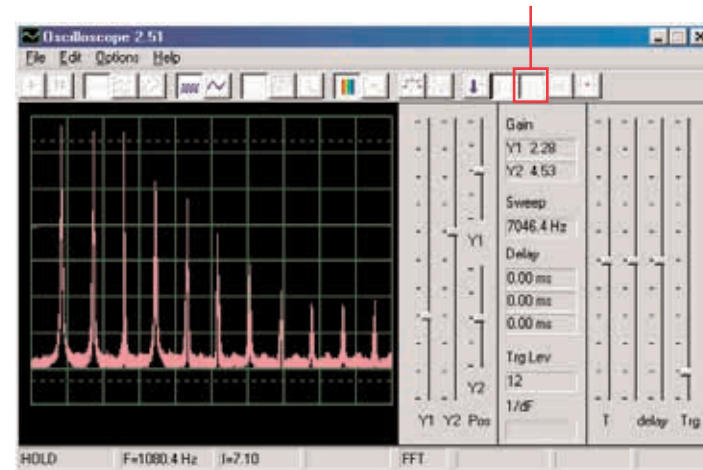 Oscilloscope 2.51
File Edit Options Help
Gain
Y1 2.28
Y2 4.53
Sweep
7046.4 Hz
Delay
0.00 ms
0.00 ms
0.00 ms
Trg Lev
12
1/dF
Y1
Y2
Y1 Y2 Pos
T delay Trg
HOLD F=1080.4 Hz I=7.10 FFT